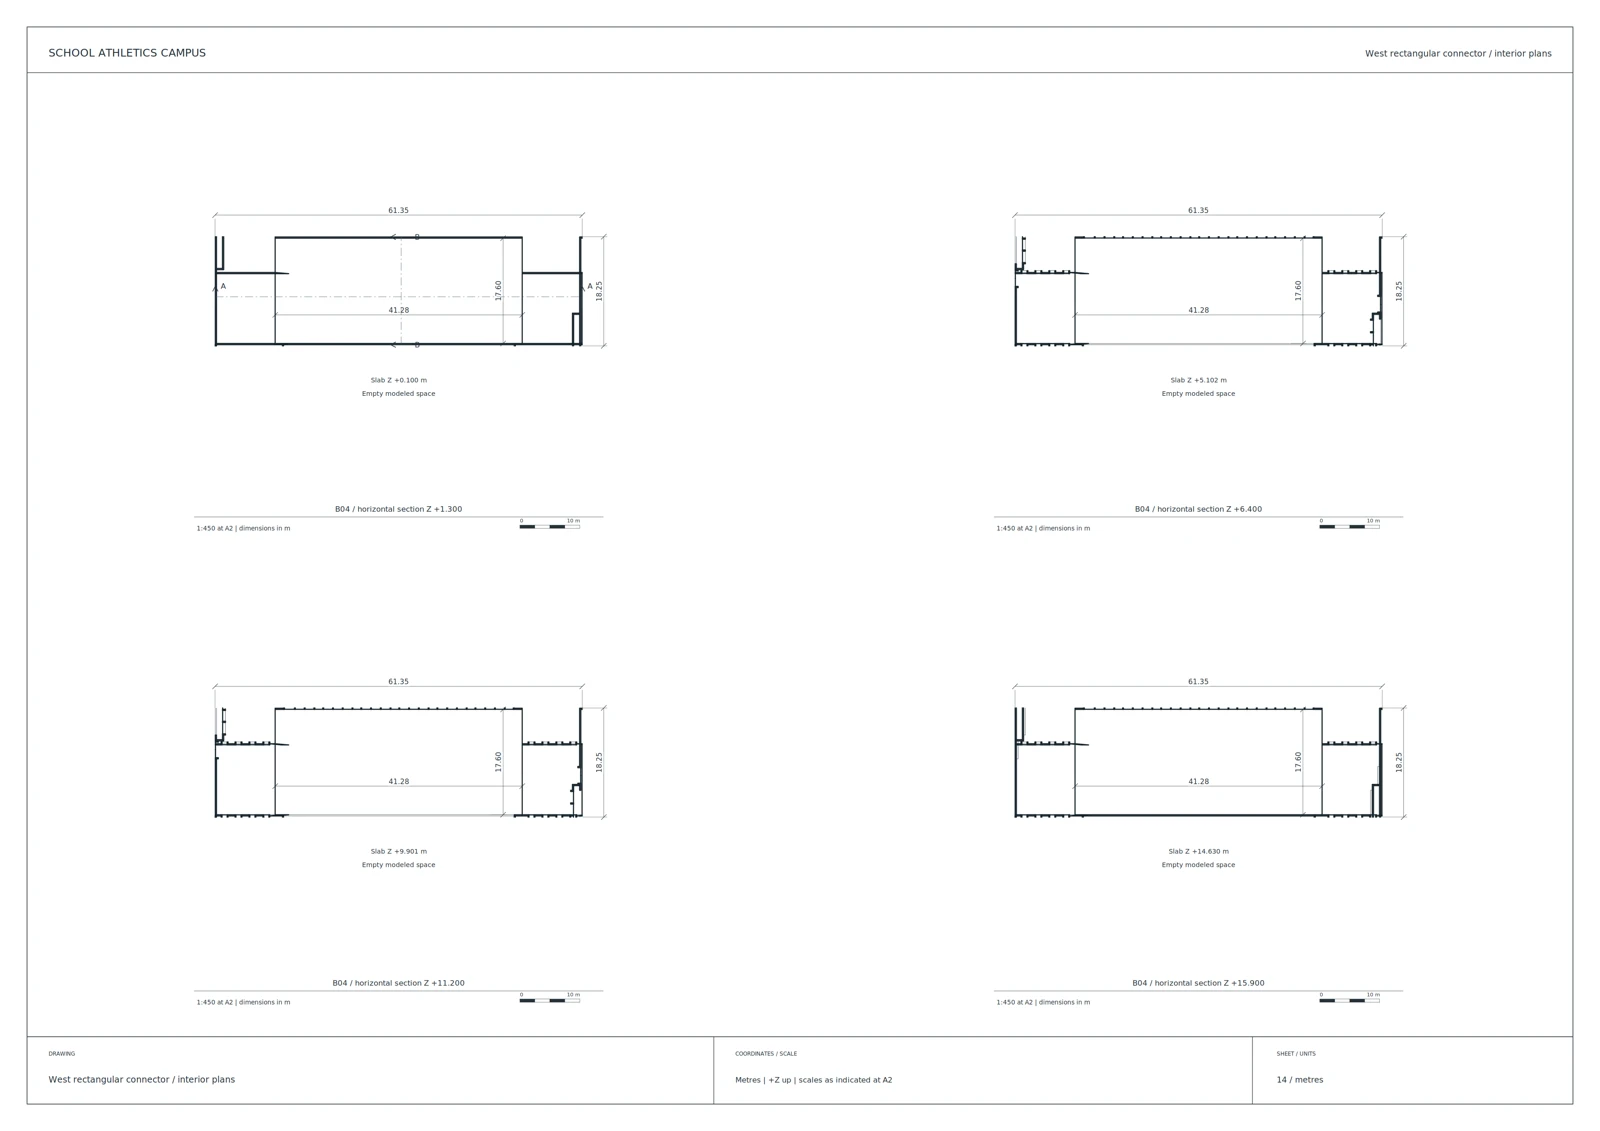 SCHOOL ATHLETICS CAMPUS
West rectangular connector / interior plans
61.35
B
A
A
17.60
18.25
41.28
B
Slab Z +0.100 m
Empty modeled space
B04 / horizontal section Z +1.300
1:450 at A2 | dimensions in m
0 10 m
61.35
17.60
18.25
41.28
Slab Z +5.102 m
Empty modeled space
B04 / horizontal section Z +6.400
1:450 at A2 | dimensions in m
0 10 m
61.35
17.60
18.25
41.28
Slab Z +9.901 m
Empty modeled space
B04 / horizontal section Z +11.200
1:450 at A2 | dimensions in m
0 10 m
61.35
17.60
18.25
41.28
Slab Z +14.630 m
Empty modeled space
B04 / horizontal section Z +15.900
1:450 at A2 | dimensions in m
0 10 m
DRAWING
West rectangular connector / interior plans
COORDINATES / SCALE
Metres | +Z up | scales as indicated at A2
SHEET / UNITS
14 / metres